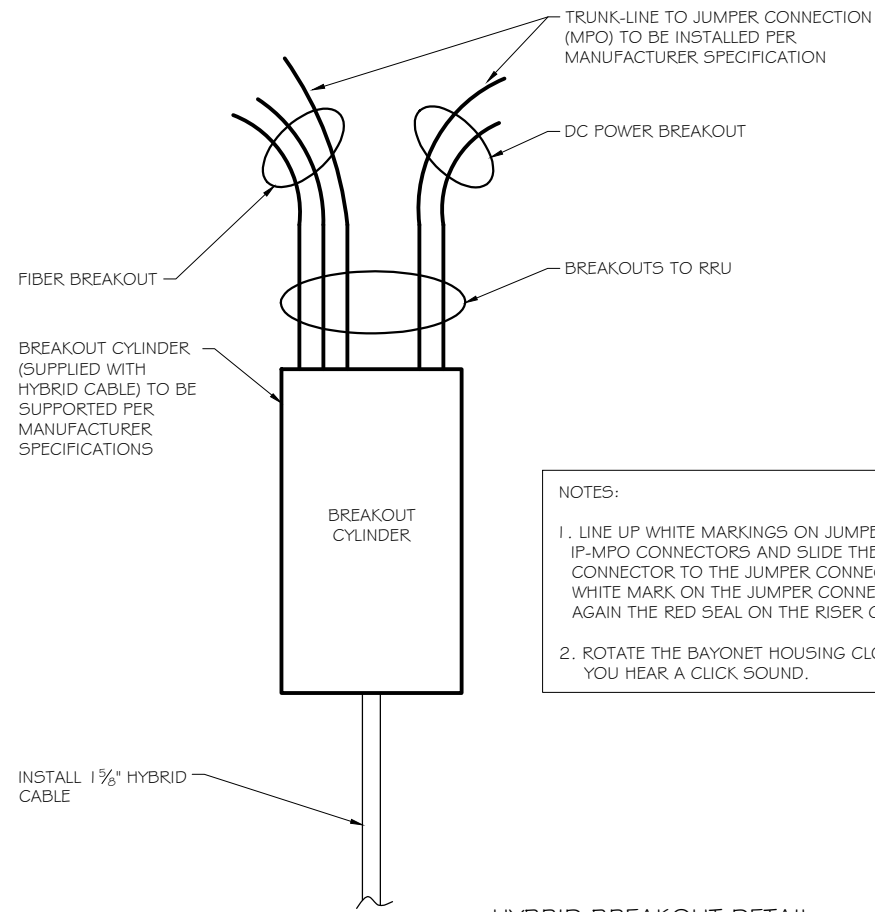 TRUNK-LINE TO JUMPER CONNECTION
(MPO) TO BE INSTALLED PER
MANUFACTURER SPECIFICATION
DC POWER BREAKOUT
FIBER BREAKOUT
BREAKOUTS TO RRU
BREAKOUT CYLINDER
(SUPPLIED WITH
HYBRID CABLE) TO BE
SUPPORTED PER
MANUFACTURER
SPECIFICATIONS
BREAKOUT
CYLINDER
NOTES:
1. LINE UP WHITE MARKINGS ON
IP-MPO CONNECTORS AND SLIDE
CONNECTOR TO THE JUMPER
WHITE MARK ON THE JUMPER
AGAIN THE RED SEAL ON THE RISER
2. ROTATE THE BAYONET HOUSING
YOU HEAR A CLICK SOUND.
INSTALL 1 5/8" HYBRID
CABLE
HYBRID BREAKOUT DETAIL